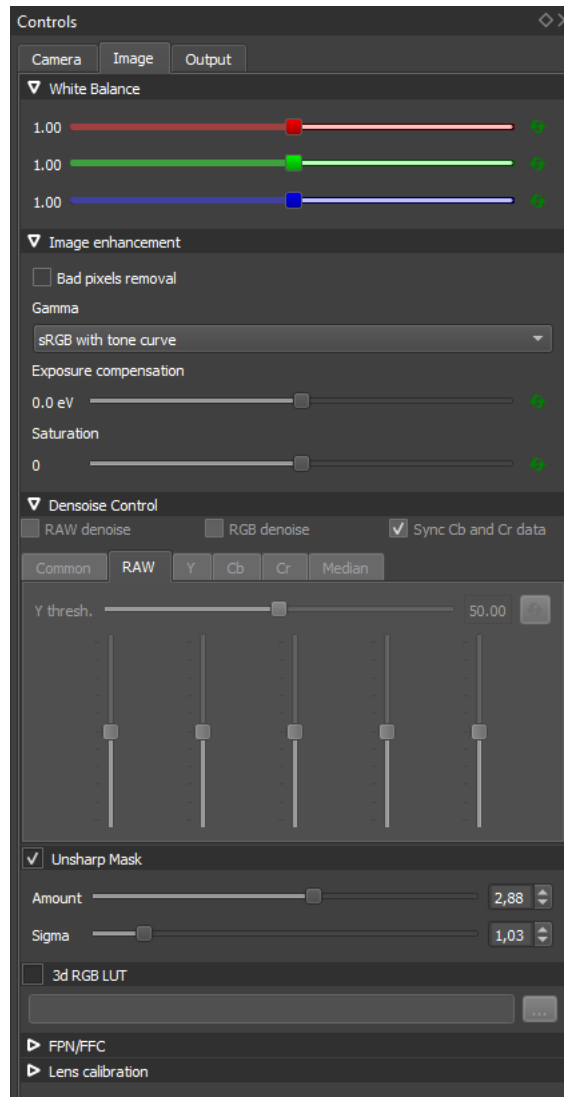 Controls
Camera Image Output
White Balance
1.00
1.00
1.00
Image enhancement
Bad pixels removal
Gamma
sRGB with tone curve
Exposure compensation
0.0 eV
Saturation
0
Densoise Control
RAW denoise RGB denoise Sync Cb and Cr data
Common RAW Y Cb Cr Median
Y thresh. 50.00
Unsharp Mask
Amount 2,88
Sigma 1,03
3d RGB LUT
...
FPN/FFC
Lens calibration